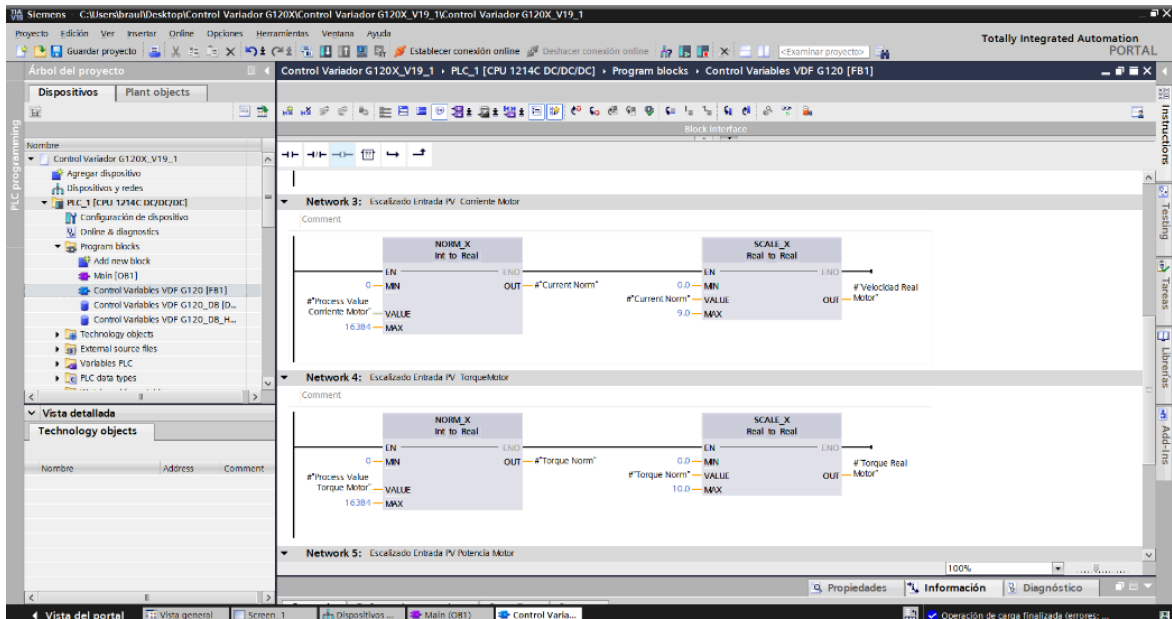 Siemens - C:\Users\braul\Desktop\Control Variador G120X\Control Variador G120X_V19_1\Control Variador G120X_V19_1
Proyecto Edición Ver Insertar Online Opciones Herramientas Ventana Ayuda
Totally Integrated Automation
PORTAL
Guardar proyecto
Establecer conexión online
Deshacer conexión online
<Examinar proyecto>
Árbol del proyecto
Control Variador G120X_V19_1 PLC_1 [CPU 1214C DC/DC/DC] Program blocks Control Variables VDF G120 [FB1]
Dispositivos
Plant objects
Block interface
Nombre
Control Variador G120X_V19_1
Agregar dispositivo
Dispositivos y redes
PLC_1 [CPU 1214C DC/DC/DC]
Configuración de dispositivo
Online & diagnostics
Program blocks
Add new block
Main [OB1]
Control Variables VDF G120 [FB1]
Control Variables VDF G120_DB [D...
Control Variables VDF G120_DB_H...
Technology objects
External source files
Variables PLC
PLC data types
Vista detallada
Technology objects
Nombre Address Comment
PLC programming
Network 3: Escalizado Entrada PV Corriente Motor
Comment
NORM_X
Int to Real
EN ENO
0 MIN OUT #"Current Norm"
#"Process Value
Corriente Motor" VALUE
16384 MAX
SCALE_X
Real to Real
EN ENO
0.0 MIN
#"Current Norm" VALUE OUT
9.0 MAX
#"Velocidad Real
Motor"
Network 4: Escalizado Entrada PV TorqueMotor
Comment
NORM_X
Int to Real
EN ENO
0 MIN OUT #"Torque Norm"
#"Process Value
Torque Motor" VALUE
16384 MAX
SCALE_X
Real to Real
EN ENO
0.0 MIN
#"Torque Norm" VALUE OUT
10.0 MAX
#"Torque Real
Motor"
Network 5: Escalizado Entrada PV Potencia Motor
100%
Propiedades
Información
Diagnóstico
Instructions
Testing
Tareas
Librerías
Add-Ins
Vista del portal
Vista general
Screen_1
Dispositivos ...
Main (OB1)
Control Varia...
Operación de carga finalizada (errores: ...